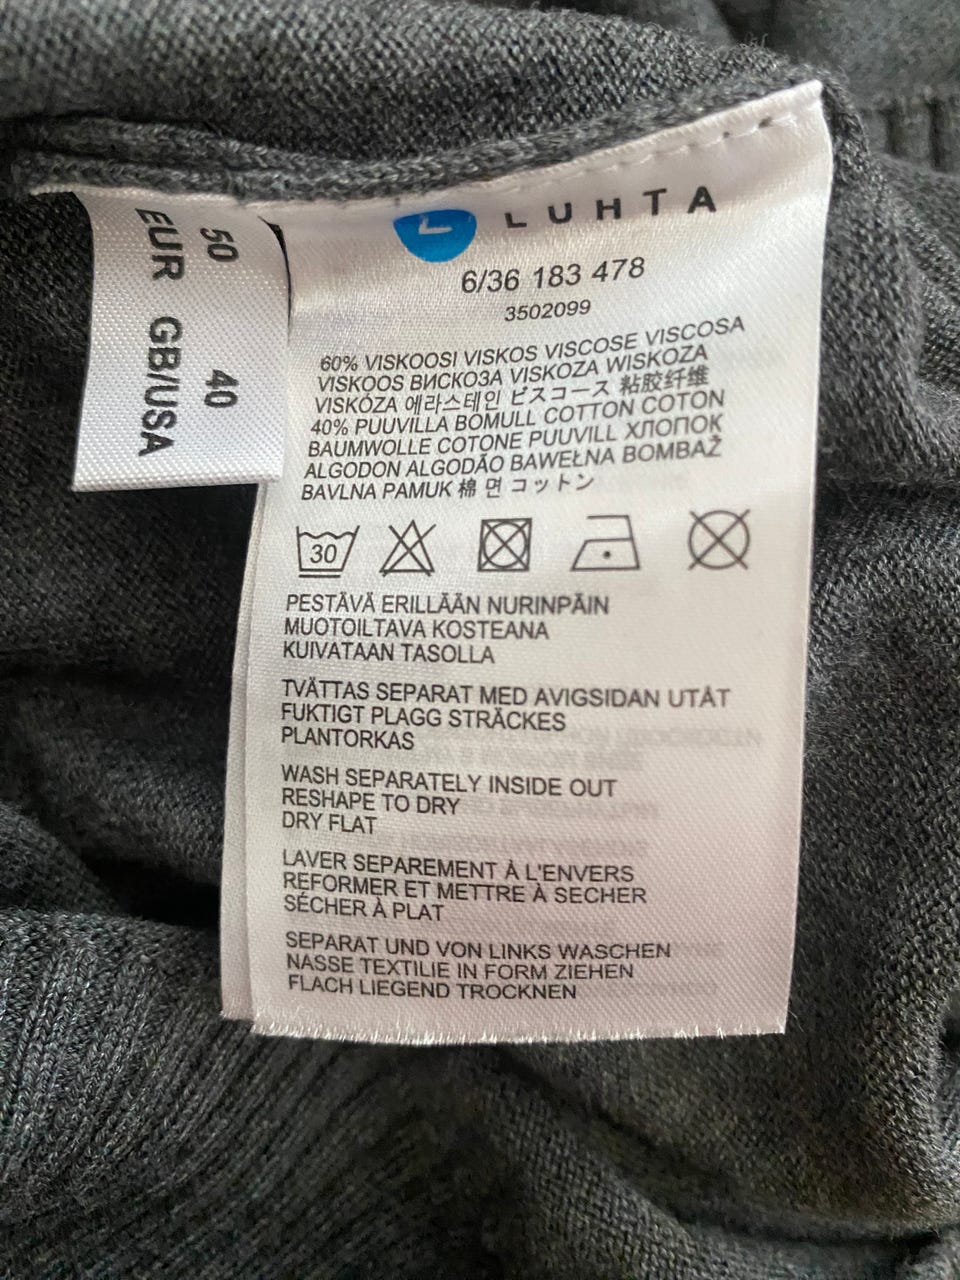 50 40
EUR GB/USA
LUHTA
6/36 183 478
3502099
60% VISKOOSI VISKOS VISCOSE VISCOSA
VISKOOS ВИСКОЗА VISKOZA WISKOZA
VISKÓZA 에라스테인 ビスコース 粘胶纤维
40% PUUVILLA BOMULL COTTON COTON
BAUMWOLLE COTONE PUUVILL ХЛОПОК
ALGODON ALGODÃO BAWEŁNA BOMBAŽ
BAVLNA PAMUK 棉 면 コットン
30
PESTÄVÄ ERILLÄÄN NURINPÄIN
MUOTOILTAVA KOSTEANA
KUIVATAAN TASOLLA
TVÄTTAS SEPARAT MED AVIGSIDAN UTÅT
FUKTIGT PLAGG STRÄCKES
PLANTORKAS
WASH SEPARATELY INSIDE OUT
RESHAPE TO DRY
DRY FLAT
LAVER SEPAREMENT À L'ENVERS
REFORMER ET METTRE À SECHER
SÉCHER À PLAT
SEPARAT UND VON LINKS WASCHEN
NASSE TEXTILIE IN FORM ZIEHEN
FLACH LIEGEND TROCKNEN